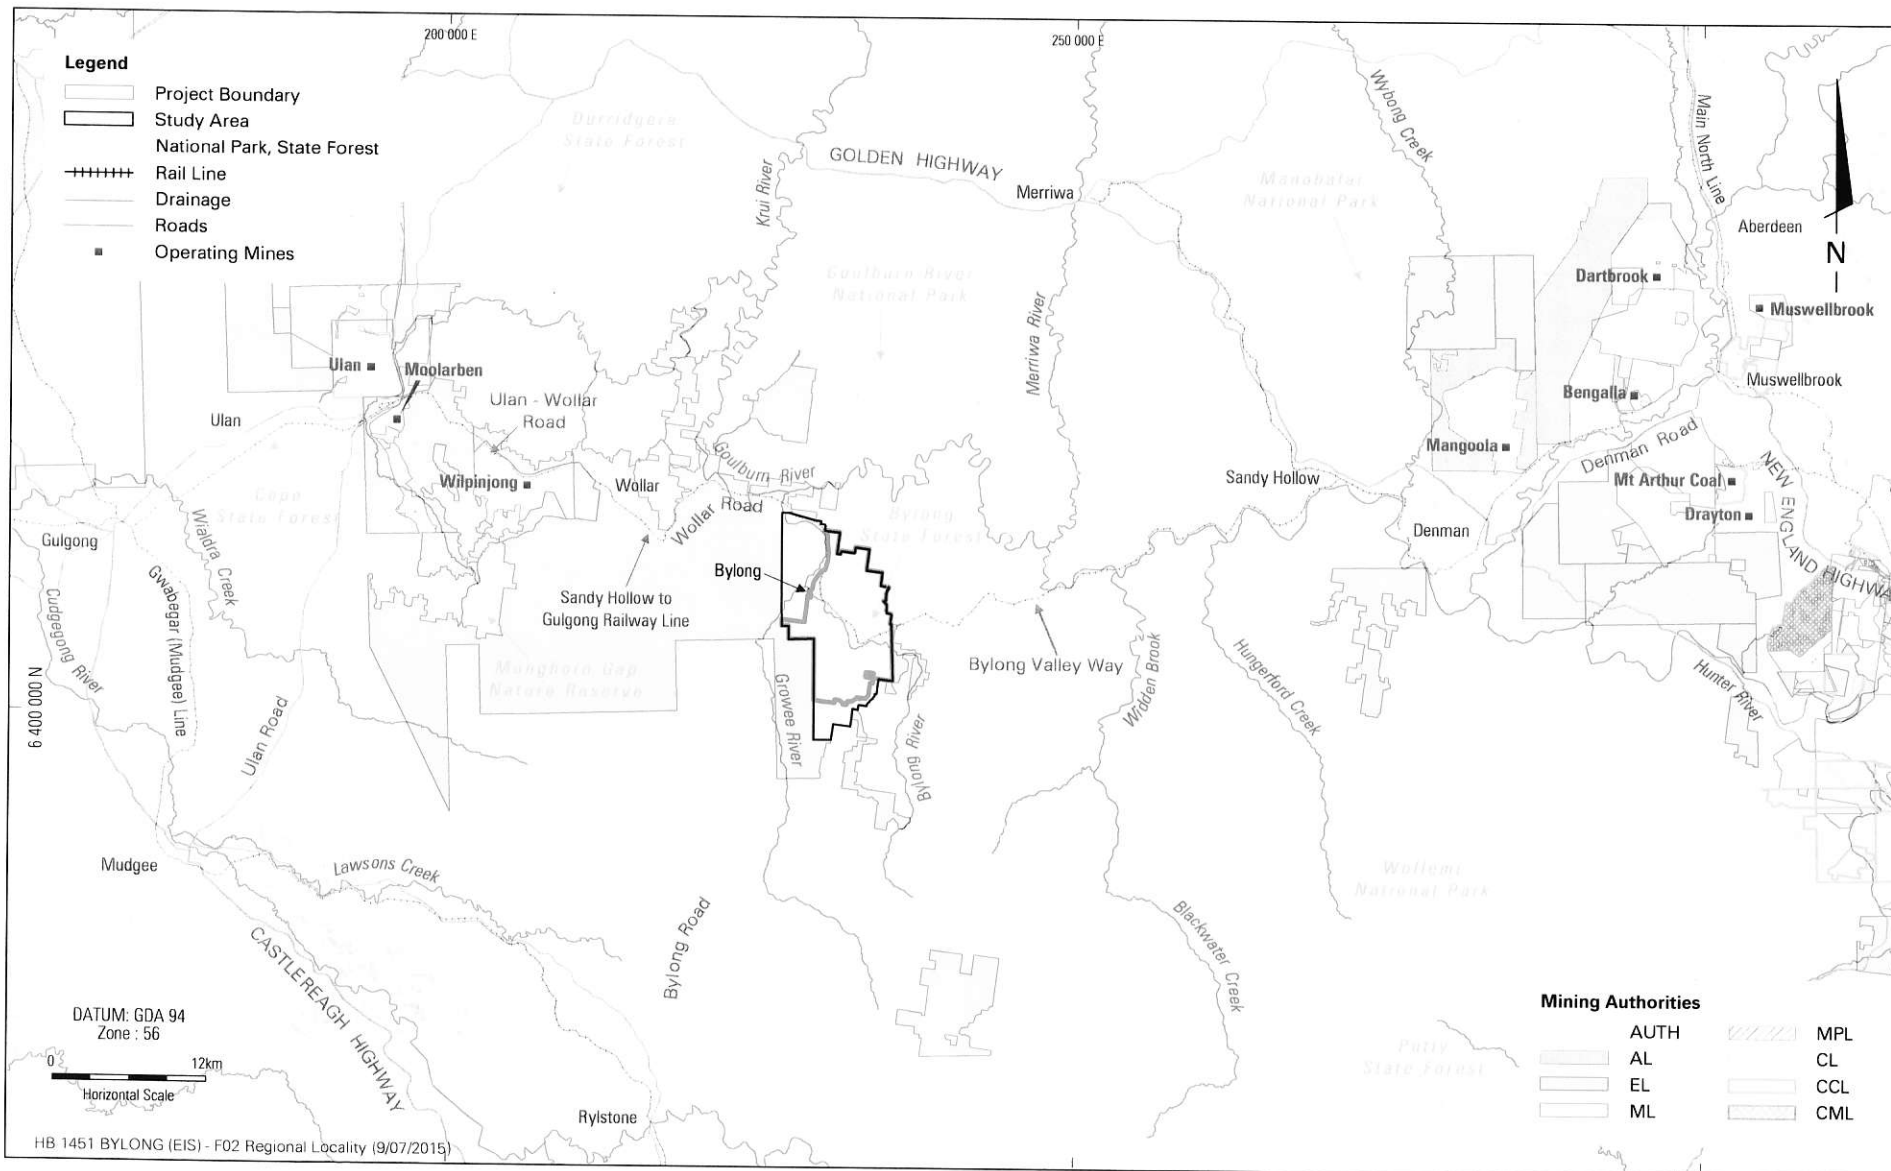 200 000 E
250 000 E
Legend
Project Boundary
Study Area
National Park, State Forest
Rail Line
Drainage
Roads
Operating Mines
Durridgere
State Forest
Krui River
GOLDEN HIGHWAY
Merriwa
Wybong Creek
Manobalai
National Park
Main North Line
Aberdeen
N
Goulburn River
National Park
Merriwa River
Dartbrook
Muswellbrook
Ulan
Moolarben
Ulan - Wollar
Road
Ulan
Bengalla
Muswellbrook
Mangoola
Denman Road
Goulburn River
Wilpinjong
Wollar
Wollar Road
Sandy Hollow
Mt Arthur Coal
NEW ENGLAND HIGHWA
Drayton
Denman
Cope
State Forest
Bylong
State Forest
Gulgong
Wialdra Creek
Gwabegar (Mudgee) Line
Cudgegong River
Bylong
Sandy Hollow to
Gulgong Railway Line
Bylong Valley Way
Widden Brook
Hungerford Creek
Hunter River
Munghorn Gap
Nature Reserve
Growee River
Bylong River
6 400 000 N
Ulan Road
Mudgee
Lawsons Creek
Bylong Road
Blackwater Creek
Wollemi
National Park
CASTLEREAGH HIGHWAY
DATUM: GDA 94
Zone : 56
0 12km
Horizontal Scale
Rylstone
Putty
State Forest
Mining Authorities
AUTH
MPL
AL
CL
EL
CCL
ML
CML
HB 1451 BYLONG (EIS) - F02 Regional Locality (9/07/2015)